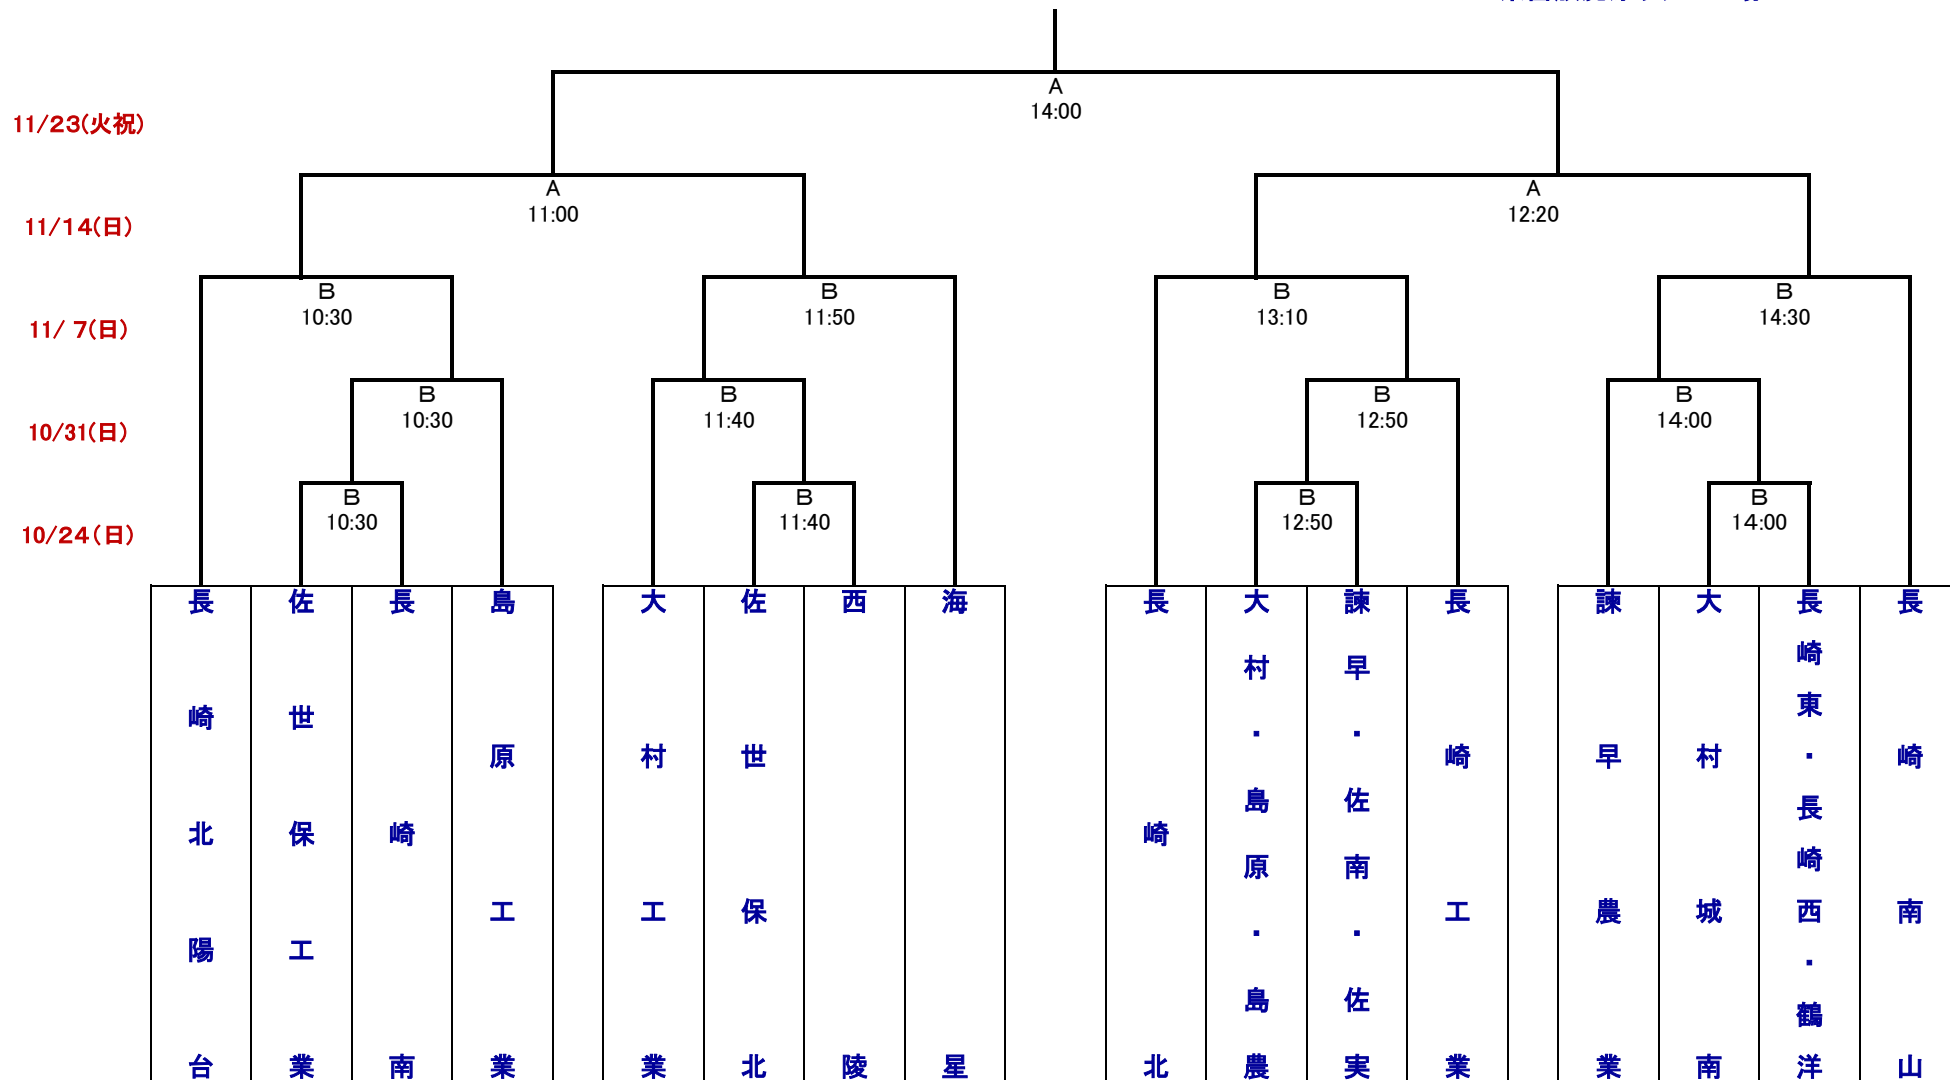 A
14:00
11/23(火祝)
A
11:00
A
12:20
11/14(日)
B
10:30
B
11:50
B
13:10
B
14:30
11/ 7(日)
B
10:30
B
11:40
B
12:50
B
14:00
10/31(日)
B
10:30
B
11:40
B
12:50
B
14:00
10/24(日)
長崎北陽台
佐世保工業
長崎南
島原工業
大村工業
佐世保北
西陵
海星
長崎北
大村・島原・島農
諫早・佐南・佐実
長崎工業
諫早農業
大村城南
長崎東・長崎西・鶴洋
長崎南山